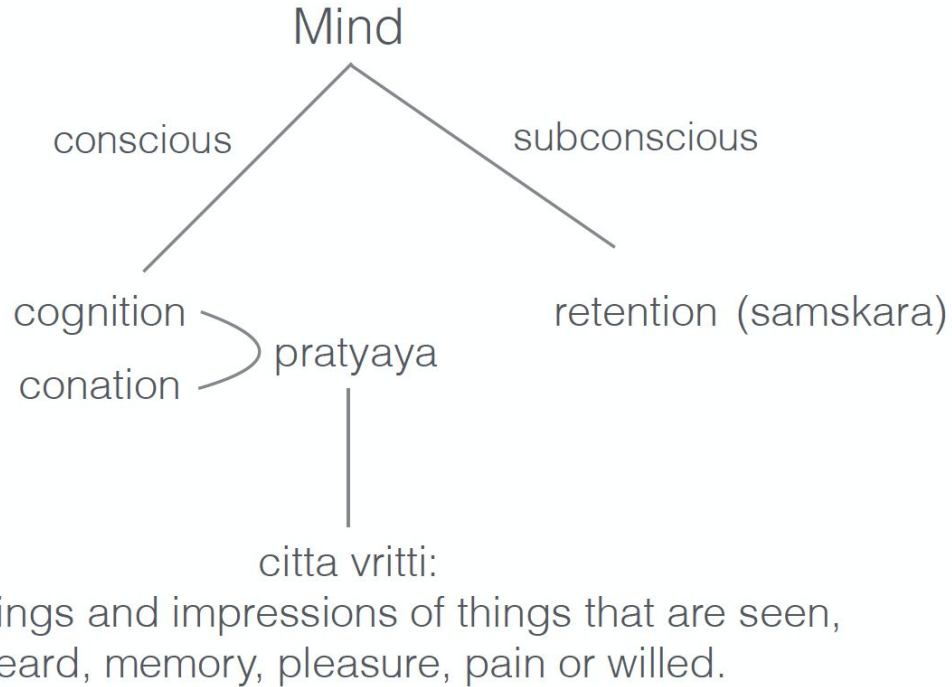 Mind
conscious
subconscious
cognition
retention (samskara)
pratyaya
conation
citta vritti:
and impressions of things that are seen,
memory, pleasure, pain or willed.